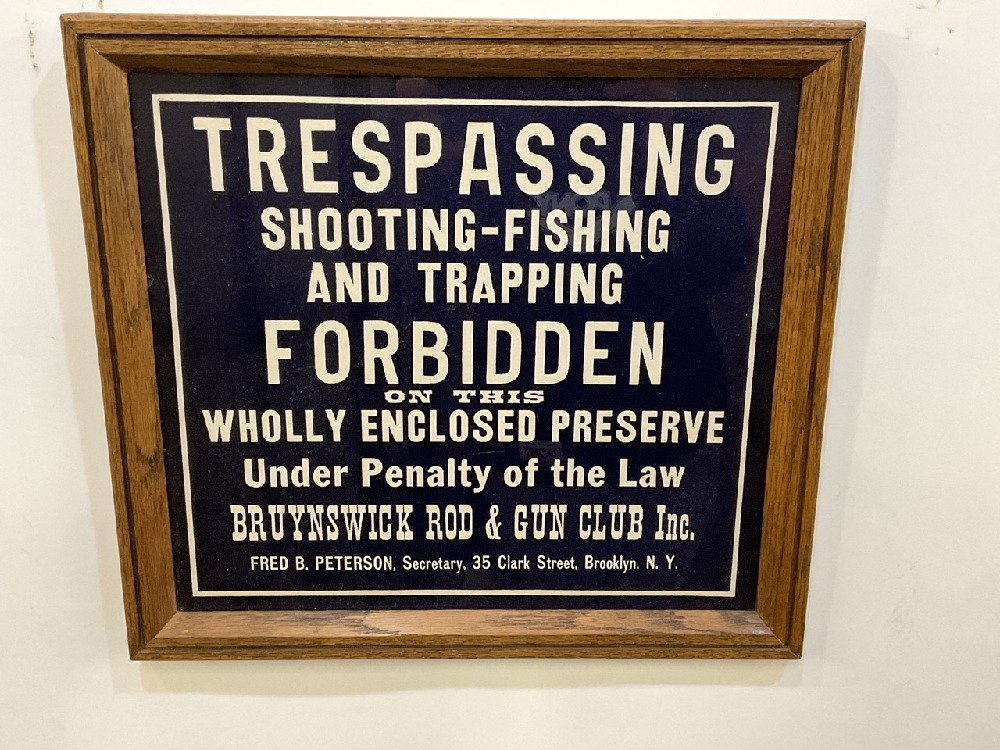 TRESPASSING
SHOOTING-FISHING
AND TRAPPING
FORBIDDEN
ON THIS
WHOLLY ENCLOSED PRESERVE
Under Penalty of the Law
BRUYNSWICK ROD & GUN CLUB Inc.
FRED B. PETERSON, Secretary, 35 Clark Street, Brooklyn, N. Y.